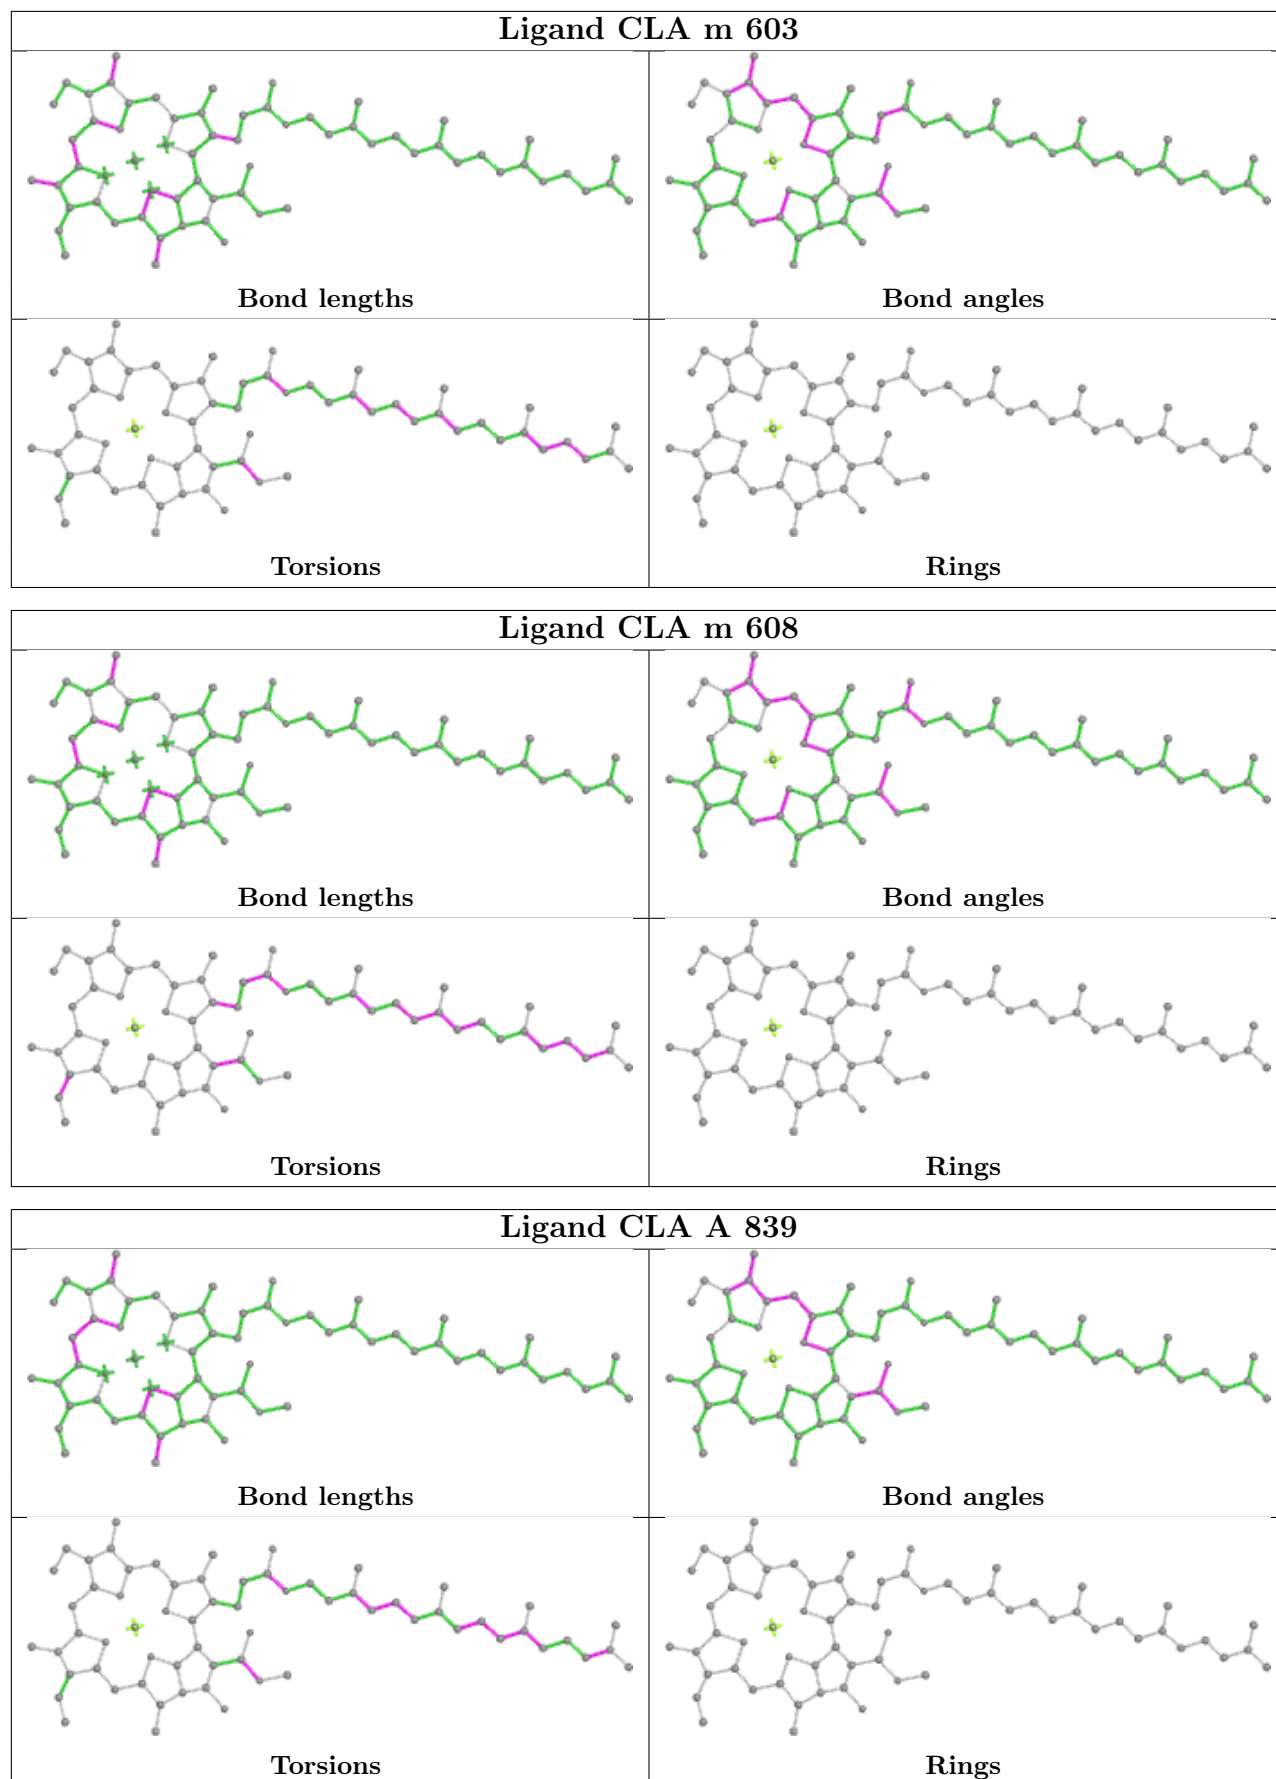 Ligand CLA m 603
Bond lengths
Bond angles
Torsions
Rings
Ligand CLA m 608
Bond lengths
Bond angles
Torsions
Rings
Ligand CLA A 839
Bond lengths
Bond angles
Torsions
Rings